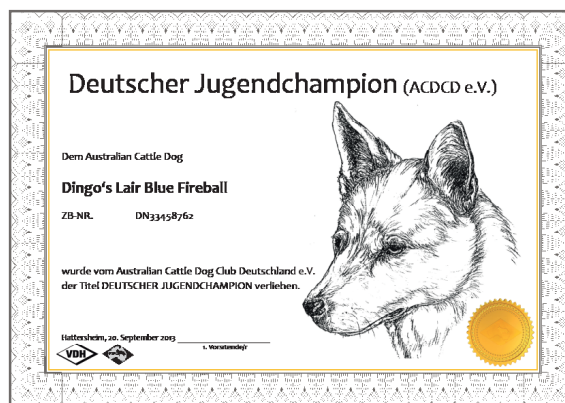 Deutscher Jugendchampion (ACDCD e.V.)
Dem Australian Cattle Dog
Dingo's Lair Blue Fireball
ZB-NR. DN33458762
wurde vom Australian Cattle Dog Club Deutschland e.V.
der Titel DEUTSCHER JUGENDCHAMPION verliehen.
Hattersheim, 20. September 2013
1. Vorsitzende/r
VDH